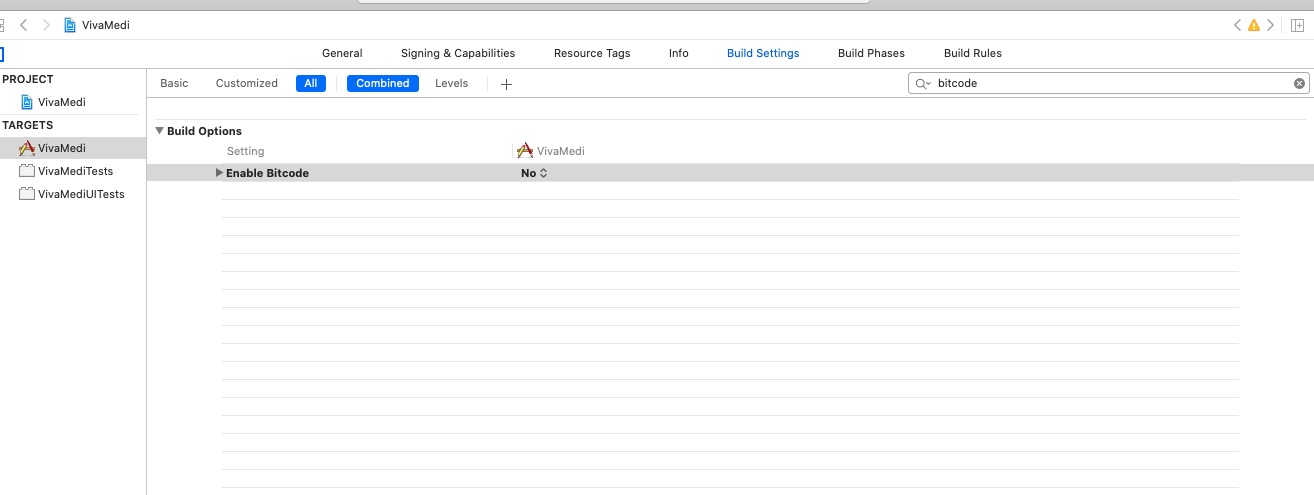 VivaMedi
General Signing & Capabilities Resource Tags Info Build Settings Build Phases Build Rules
PROJECT
VivaMedi
TARGETS
VivaMedi
VivaMediTests
VivaMediUITests
Basic Customized All Combined Levels + bitcode
Build Options
Setting VivaMedi
Enable Bitcode No